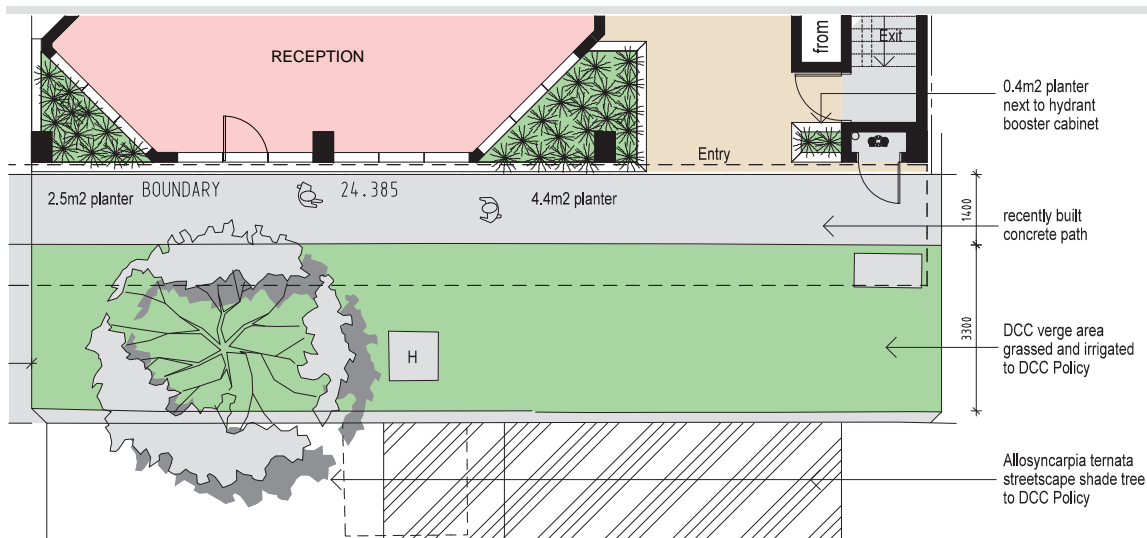 from
Exit
RECEPTION
0.4m2 planter
next to hydrant
booster cabinet
Entry
2.5m2 planter
BOUNDARY 24.385
4.4m2 planter
1400
recently built
concrete path
3300
DCC verge area
grassed and irrigated
to DCC Policy
H
Allosyncarpia ternata
streetscape shade tree
to DCC Policy